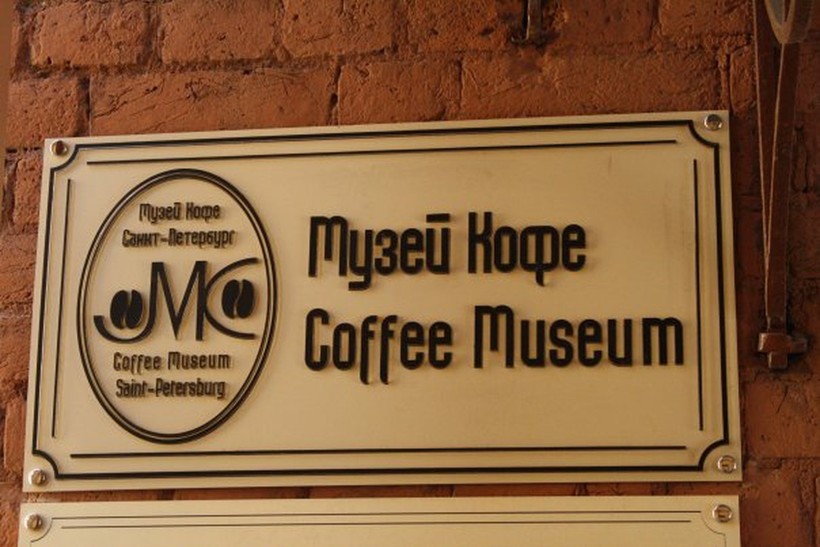 Музей Кофе
Санкт-Петербург
МК
Coffee Museum
Saint-Petersburg
Музей Кофе
Coffee Museum